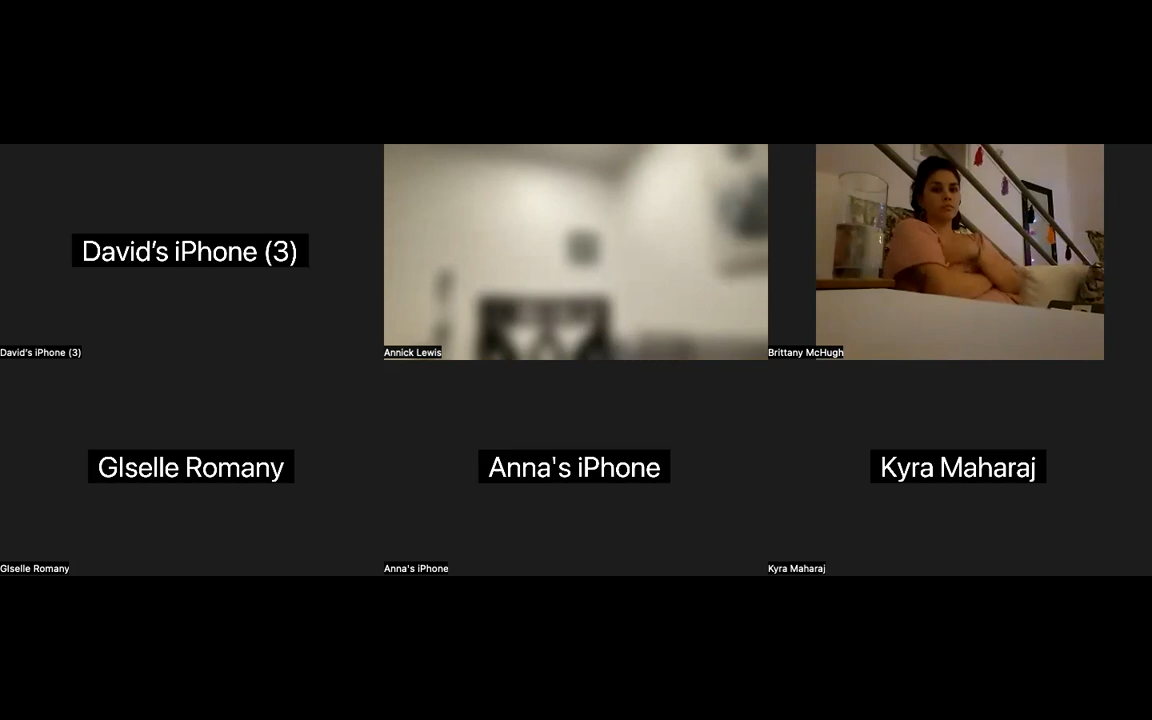 David's iPhone (3)
David's iPhone (3)
Annick Lewis
Brittany McHugh
GIselle Romany
Anna's iPhone
Kyra Maharaj
GIselle Romany
Anna's iPhone
Kyra Maharaj